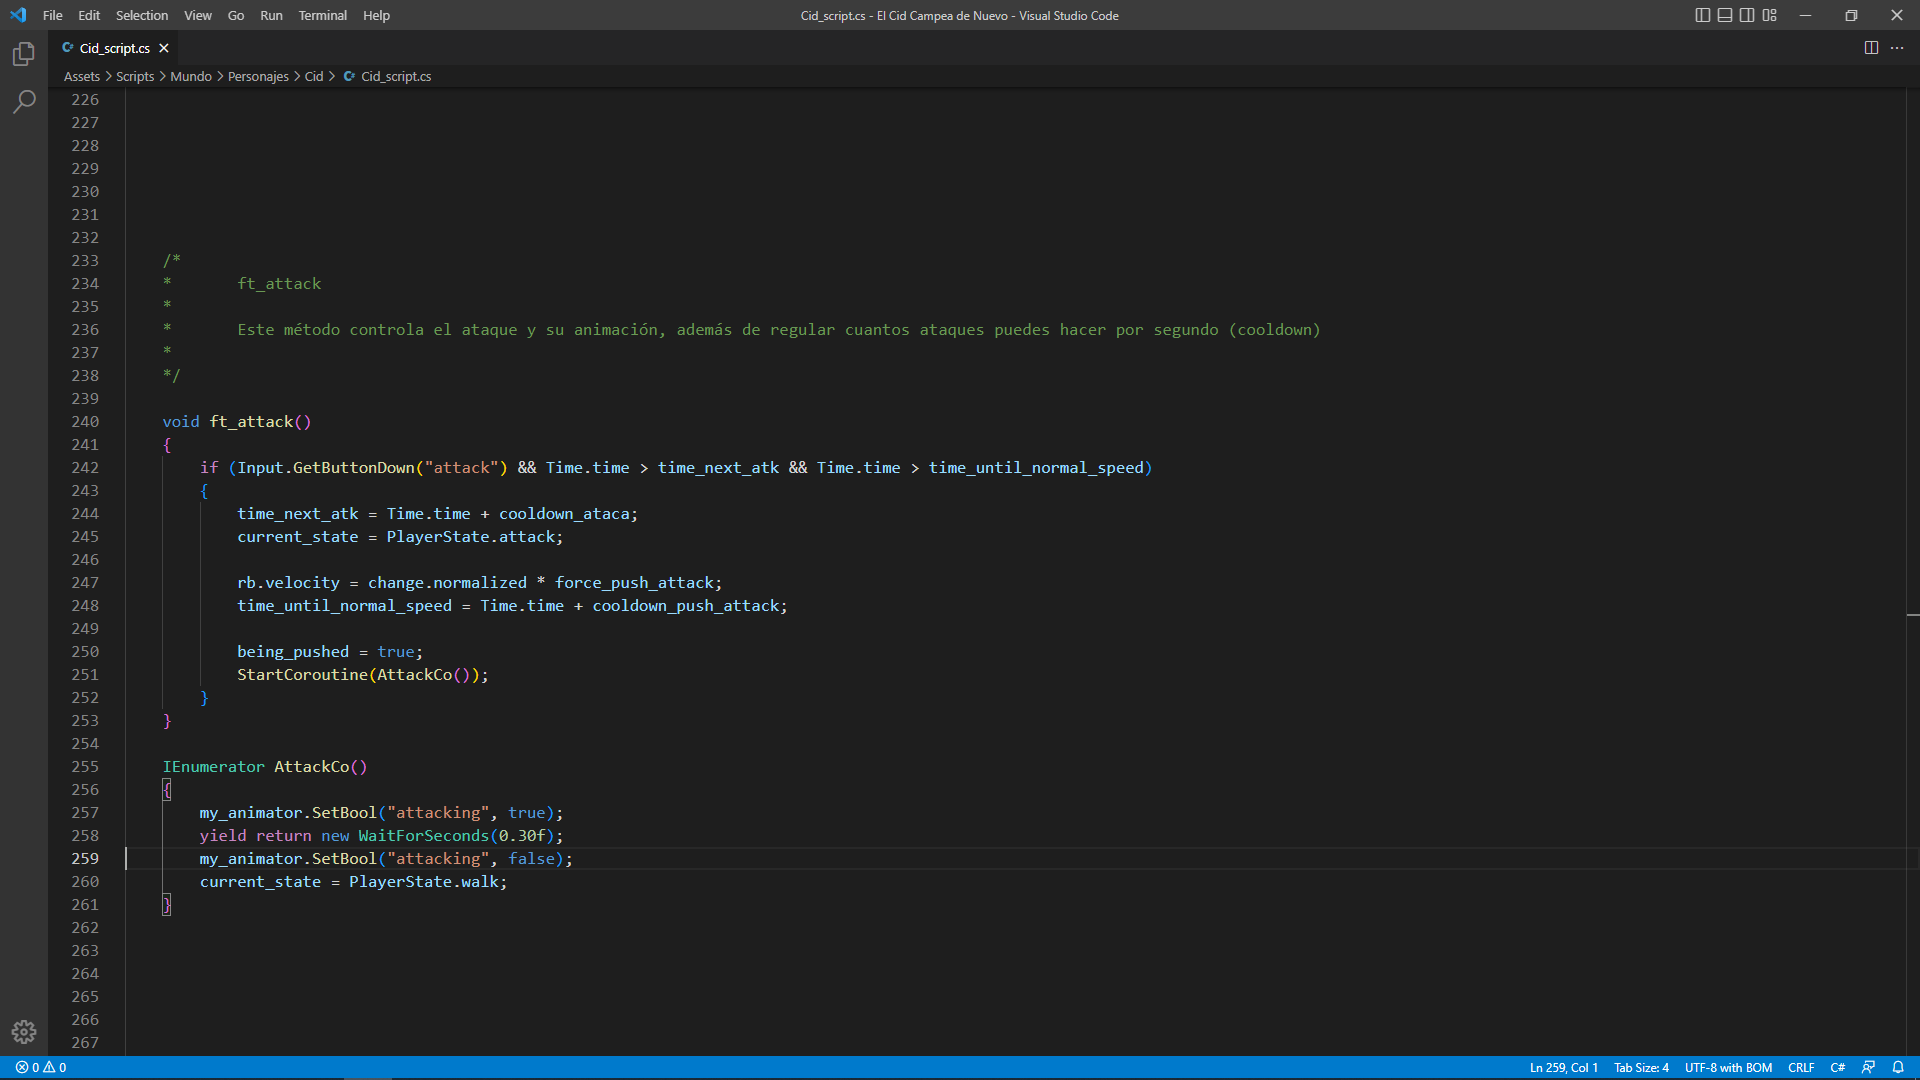 File Edit Selection View Go Run Terminal Help
Cid_script.cs - El Cid Campea de Nuevo - Visual Studio Code
Cid_script.cs
Assets > Scripts > Mundo > Personajes > Cid > Cid_script.cs
226
227
228
229
230
231
232
233 /*
234 * ft_attack
235 *
236 * Este método controla el ataque y su animación, además de regular cuantos ataques puedes hacer por segundo (cooldown)
237 *
238 */
239
240 void ft_attack()
241 {
242 if (Input.GetButtonDown("attack") && Time.time > time_next_atk && Time.time > time_until_normal_speed)
243 {
244 time_next_atk = Time.time + cooldown_ataca;
245 current_state = PlayerState.attack;
246
247 rb.velocity = change.normalized * force_push_attack;
248 time_until_normal_speed = Time.time + cooldown_push_attack;
249
250 being_pushed = true;
251 StartCoroutine(AttackCo());
252 }
253 }
254
255 IEnumerator AttackCo()
256 {
257 my_animator.SetBool("attacking", true);
258 yield return new WaitForSeconds(0.30f);
259 my_animator.SetBool("attacking", false);
260 current_state = PlayerState.walk;
261 }
262
263
264
265
266
267
0 0 Ln 259, Col 1 Tab Size: 4 UTF-8 with BOM CRLF C#